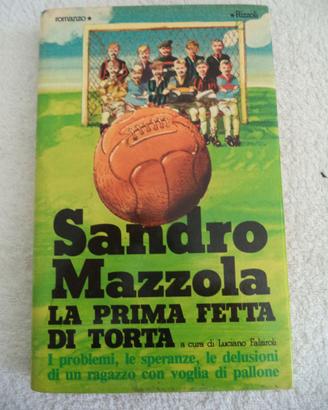 romanzo★ ★Rizzoli
Sandro
Mazzola
LA PRIMA FETTA
DI TORTA a cura di Luciano Falsiroli
I problemi, le speranze, le delusioni
di un ragazzo con voglia di pallone